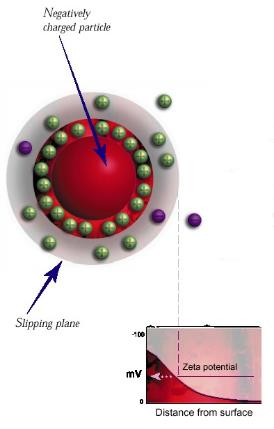 Negatively
charged particle
Slipping plane
-100
mV
Zeta potential
0
Distance from surface